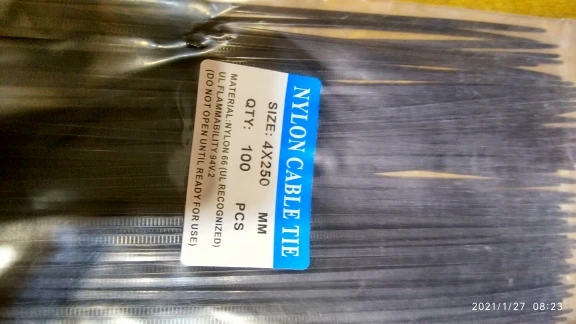 NYLON CABLE TIE
SIZE: 4X250 MM
QTY: 100 PCS
MATERIAL:NYLON 66 (UL RECOGNIZED)
UL FLAMMABILITY 94V.2
(DO NOT OPEN UNTIL READY FOR USE)
2021/1/27 08:23